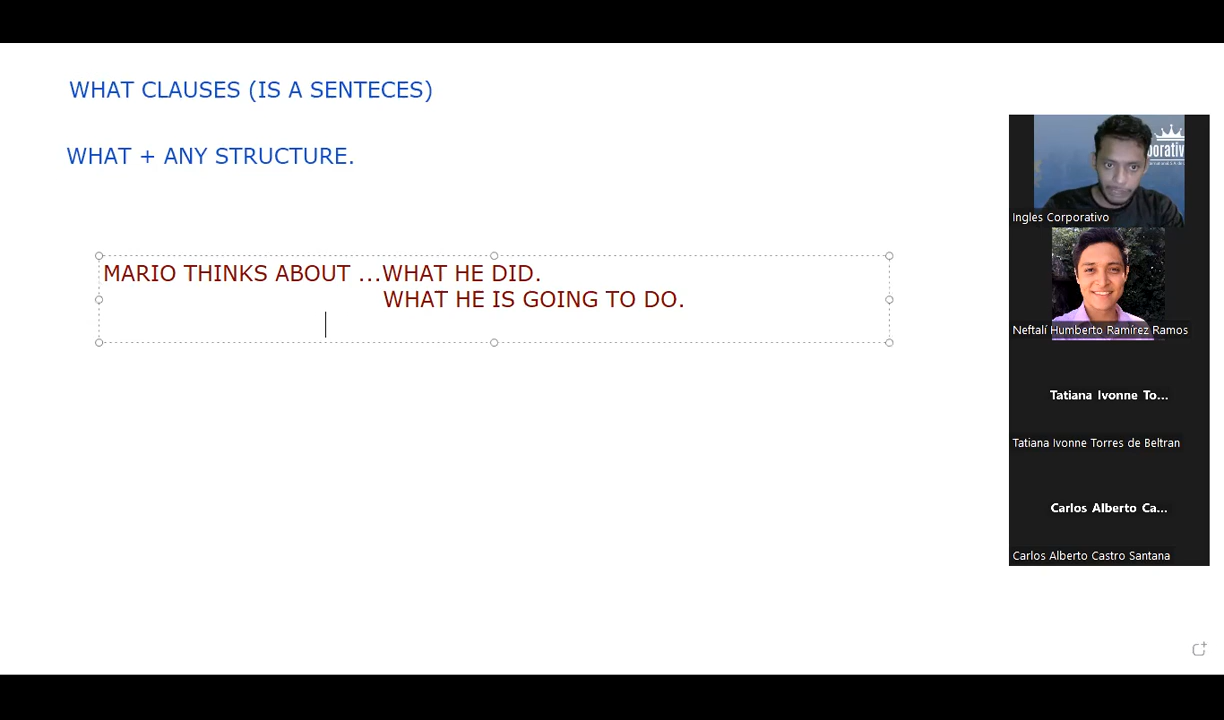 WHAT CLAUSES (IS A SENTECES)
WHAT + ANY STRUCTURE.
MARIO THINKS ABOUT ...WHAT HE DID.
WHAT HE IS GOING TO DO.
Ingles Corporativo
Neftalí Humberto Ramírez Ramos
Tatiana Ivonne To...
Tatiana Ivonne Torres de Beltran
Carlos Alberto Ca...
Carlos Alberto Castro Santana